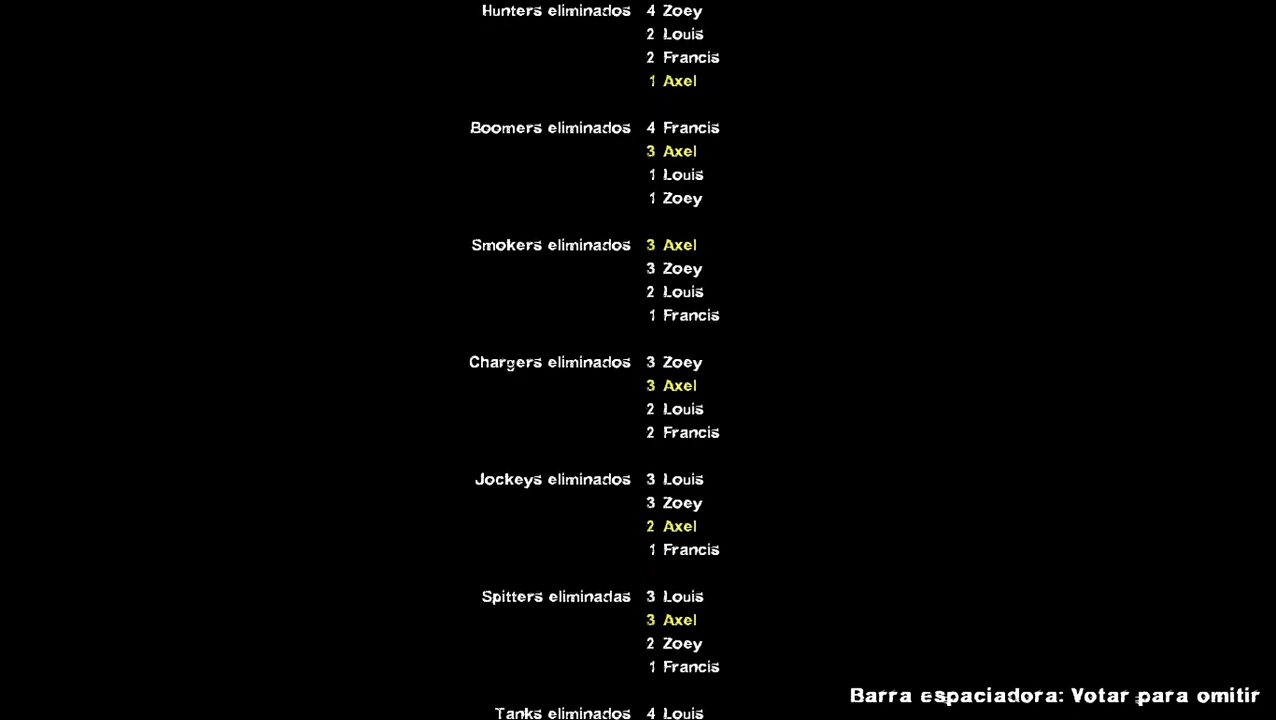 Hunters eliminados 4 Zoey
2 Louis
2 Francis
1 Axel
Boomers eliminados 4 Francis
3 Axel
1 Louis
1 Zoey
Smokers eliminados 3 Axel
3 Zoey
2 Louis
1 Francis
Chargers eliminados 3 Zoey
3 Axel
2 Louis
2 Francis
Jockeys eliminados 3 Louis
3 Zoey
2 Axel
1 Francis
Spitters eliminadas 3 Louis
3 Axel
2 Zoey
1 Francis
Barra espaciadora: Votar para omitir
Tanks eliminados 4 Louis